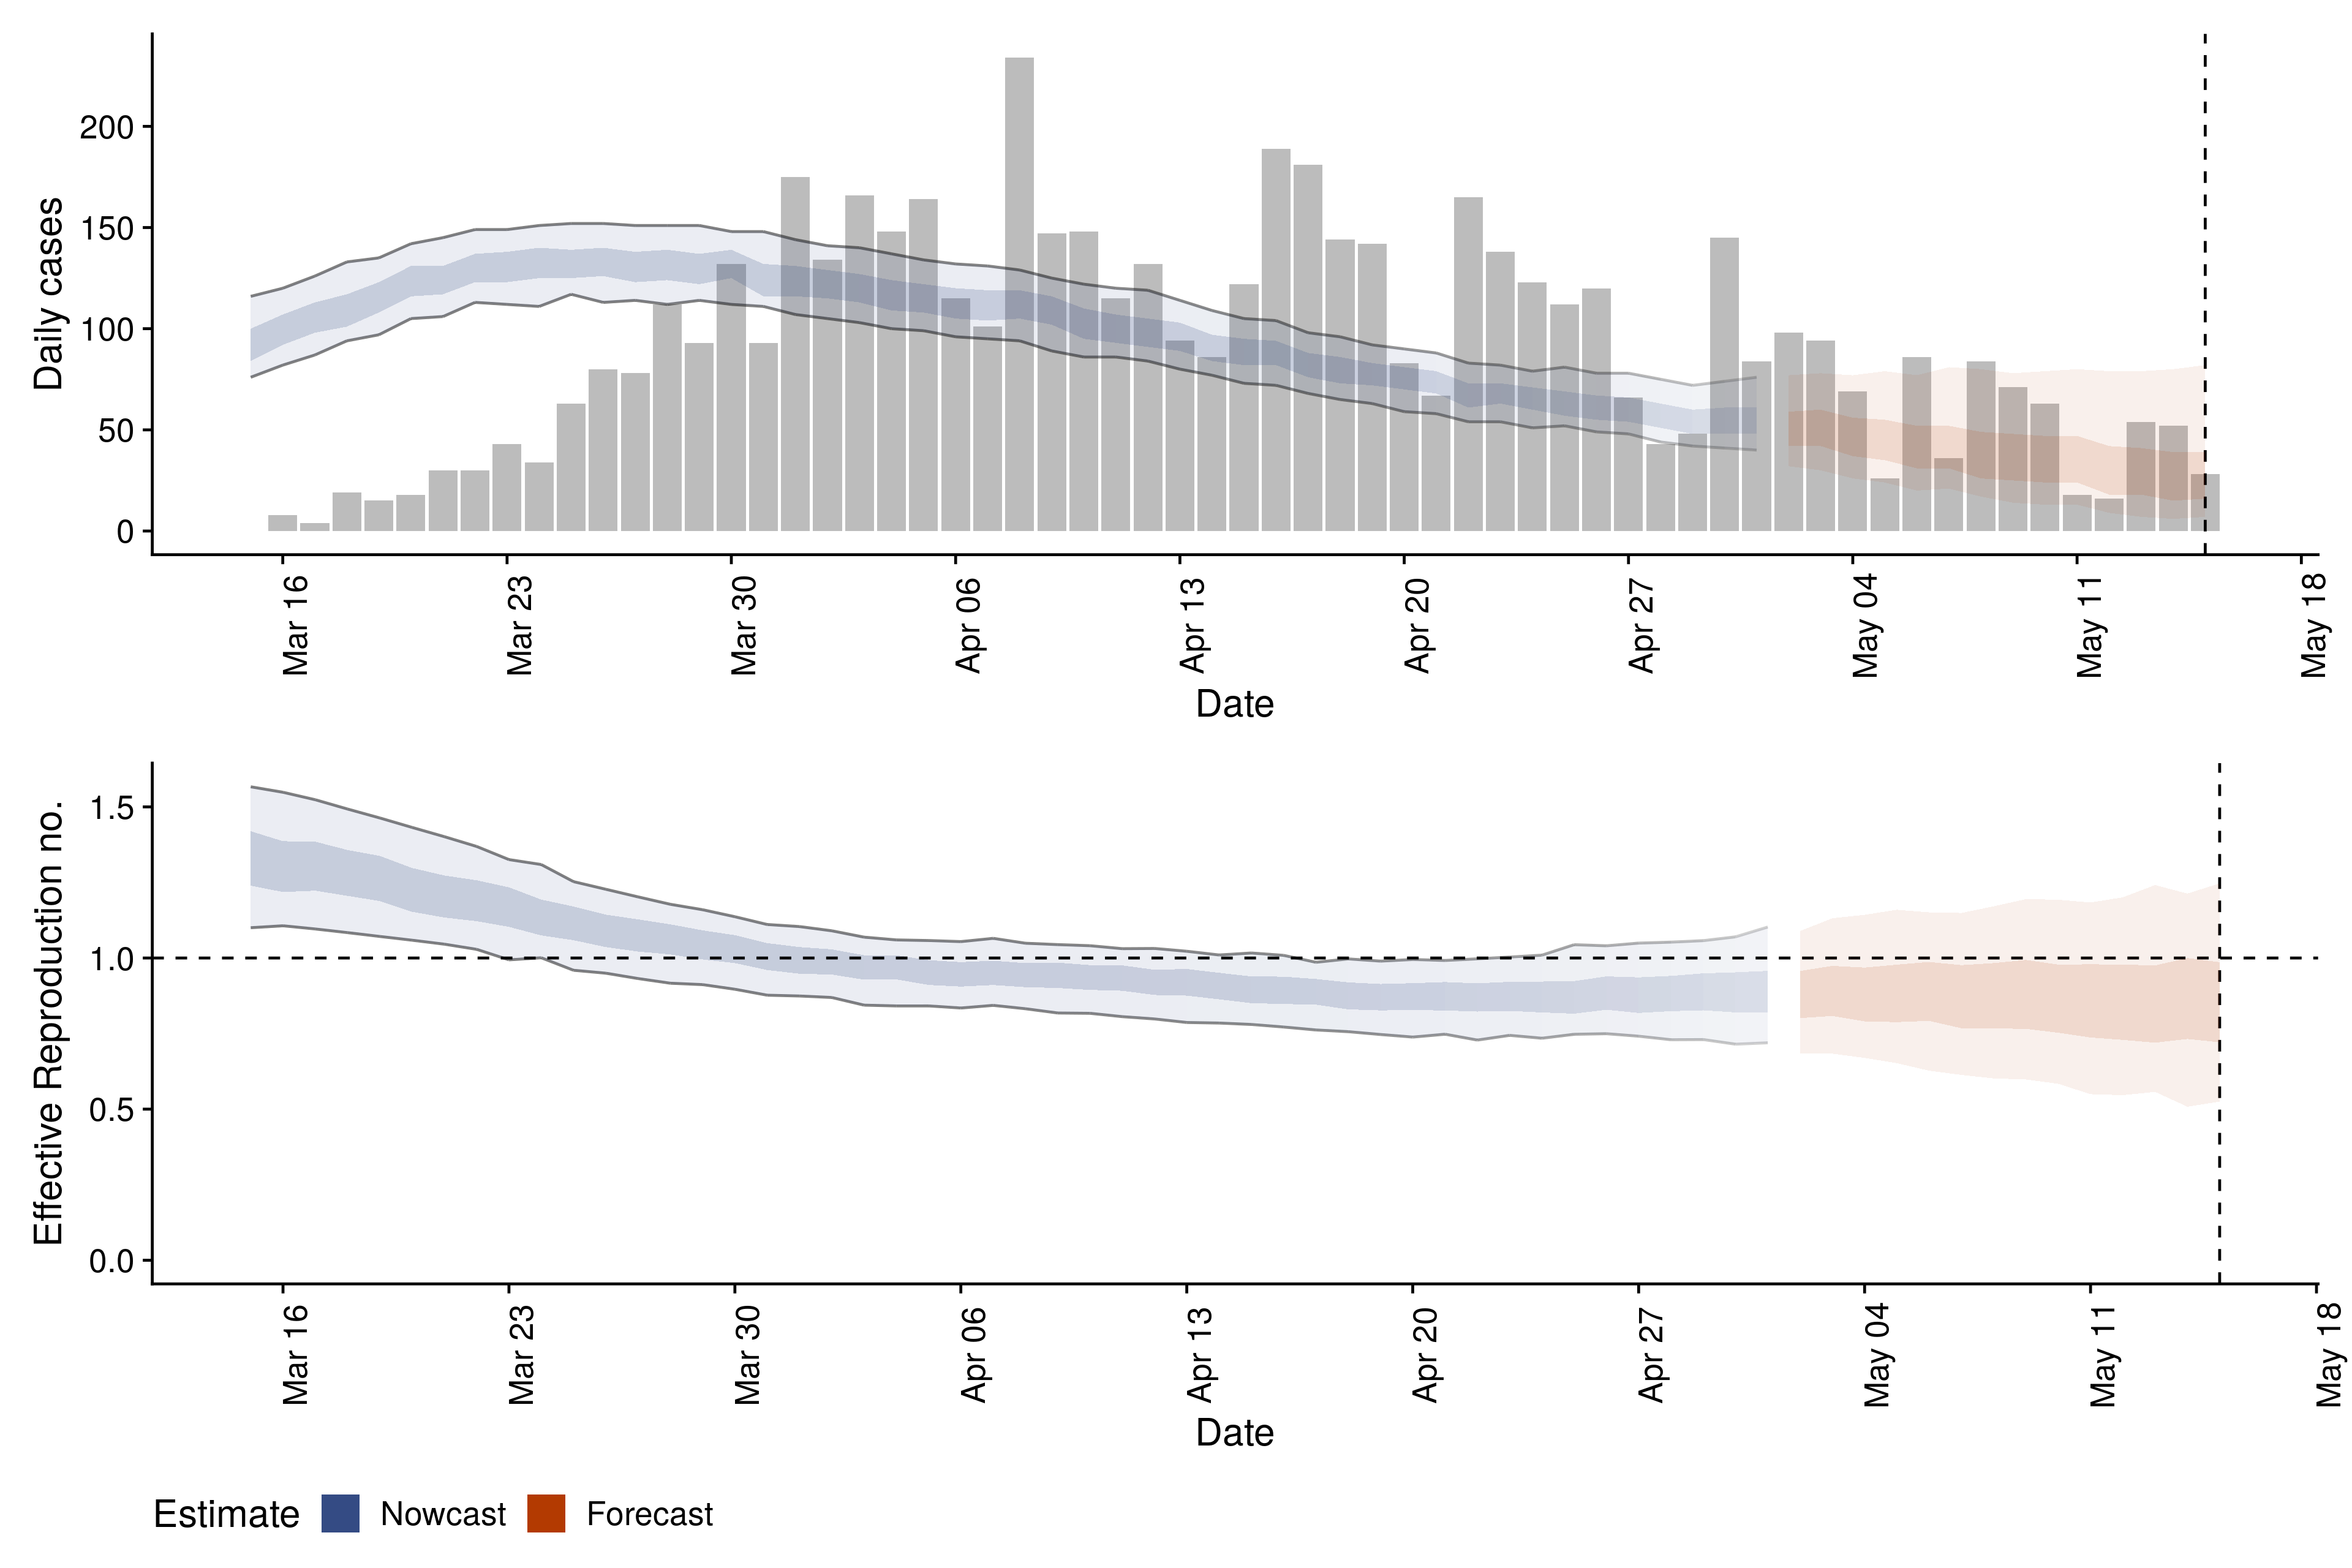 Daily cases
200
150
100
50
0
Mar 16
Mar 23
Mar 30
Apr 06
Apr 13
Apr 20
Apr 27
May 04
May 11
May 18
Date
Effective Reproduction no.
1.5
1.0
0.5
0.0
Mar 16
Mar 23
Mar 30
Apr 06
Apr 13
Apr 20
Apr 27
May 04
May 11
May 18
Date
Estimate Nowcast Forecast